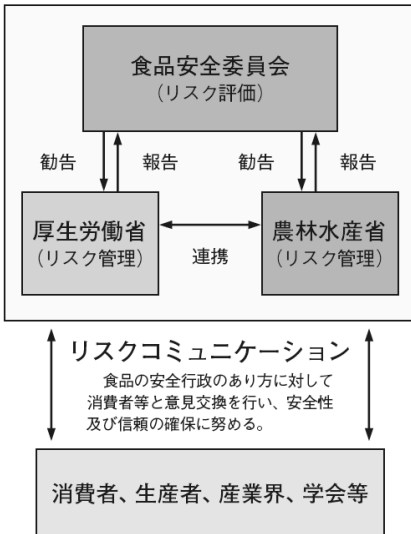 食品安全委員会
(リスク評価)
勧告
報告
勧告
報告
厚生労働省
(リスク管理)
連携
農林水産省
(リスク管理)
リスクコミュニケーション
食品の安全行政のあり方に対して
消費者等と意見交換を行い、安全性
及び信頼の確保に努める。
消費者、生産者、産業界、学会等